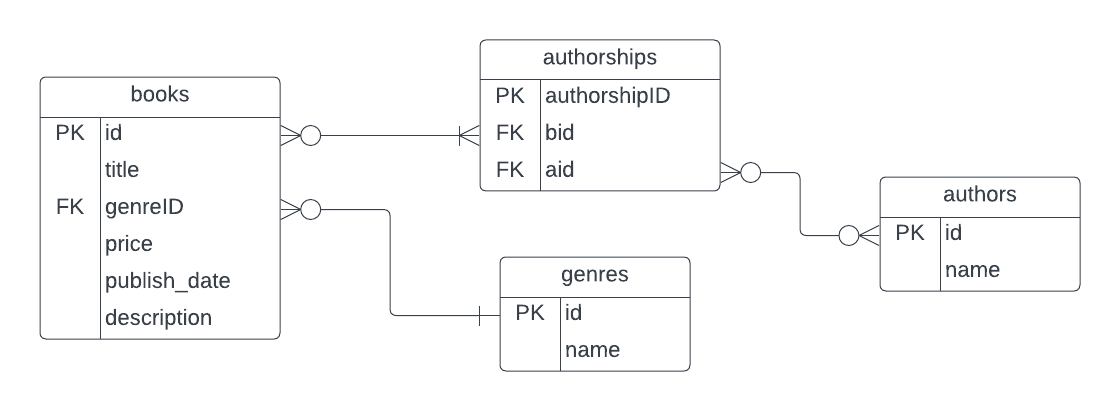 books
PK id
title
FK genreID
price
publish_date
description
authorships
PK authorshipID
FK bid
FK aid
genres
PK id
name
authors
PK id
name